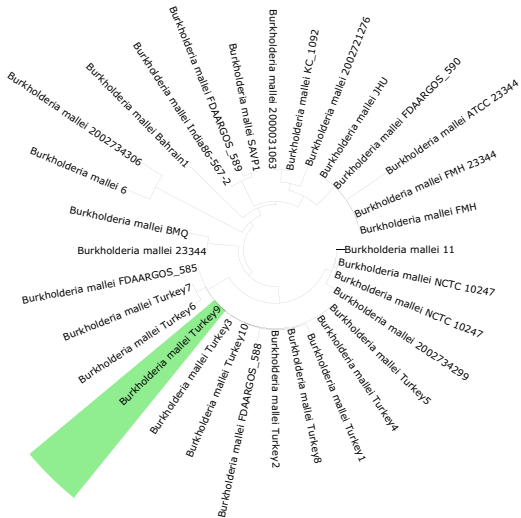 Burkholderia mallei 11
Burkholderia mallei FMH
Burkholderia mallei FMH 23344
Burkholderia mallei ATCC 23344
Burkholderia mallei FDAARGOS_590
Burkholderia mallei JHU
Burkholderia mallei 2002721276
Burkholderia mallei KC_1092
Burkholderia mallei 2000031063
Burkholderia mallei SAVP1
Burkholderia mallei FDAARGOS_589
Burkholderia mallei India86-567-2
Burkholderia mallei Bahrain1
Burkholderia mallei 2002734306
Burkholderia mallei 6
Burkholderia mallei BMQ
Burkholderia mallei 23344
Burkholderia mallei FDAARGOS_585
Burkholderia mallei Turkey7
Burkholderia mallei Turkey6
Burkholderia mallei Turkey9
Burkholderia mallei Turkey3
Burkholderia mallei Turkey10
Burkholderia mallei FDAARGOS_588
Burkholderia mallei Turkey2
Burkholderia mallei Turkey8
Burkholderia mallei Turkey1
Burkholderia mallei Turkey4
Burkholderia mallei Turkey5
Burkholderia mallei 2002734299
Burkholderia mallei NCTC 10247
Burkholderia mallei NCTC 10247